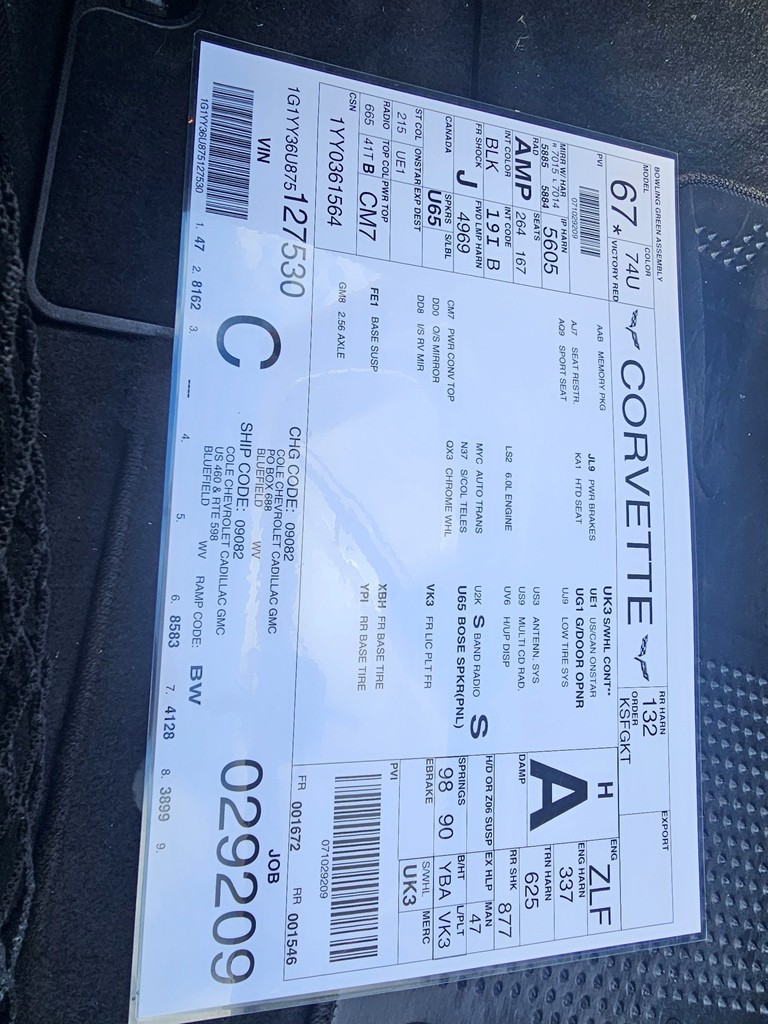 BOWLING GREEN ASSEMBLY
MODEL
COLOR
67* 74U
VICTORY RED
CORVETTE
RR HARN
132
ORDER
KSFGKT
EXPORT
PVI
071029209
MIRR W/HAR
R 7015 L 7014
5885 5884
IP HARN
5605
RAD
SEATS
AMP 264 167
INT COLOR
INT CODE
BLK 19I B
FR SHOCK
FWD LMP HARN
J 4969
CANADA
SPKRS
S/LBL
U65
ST COL
ONSTAR
EXP DEST
215 UE1
RADIO
TOP COL
PWR TOP
665 41T B CM7
CSN
1YY0361564
AAB MEMORY PKG
AJ7 SEAT RESTR.
AQ9 SPORT SEAT
CM7 PWR CONV TOP
DD0 O/S MIRROR
DD8 I/S RV MIR
FE1 BASE SUSP
GM8 2.56 AXLE
JL9 PWR BRAKES
KA1 HTD SEAT
LS2 6.0L ENGINE
MYC AUTO TRANS
N37 S/COL TELES
QX3 CHROME WHL
UK3 S/WHL CONT**
UE1 US/CAN ONSTAR
UG1 G/DOOR OPNR
UJ9 LOW TIRE SYS
US3 ANTENN. SYS
US9 MULTI CD RAD.
UV6 H/UP DISP
U2K S BAND RADIO S
U65 BOSE SPKR(PNL)
VK3 FR LIC PLT FR
XBH FR BASE TIRE
YPI RR BASE TIRE
H
A
ENG
ZLF
ENG HARN
337
TRN HARN
625
DAMP
RR SHK
877
H/D OR Z06 SUSP
EX HLP
MAN
47
SPRINGS
B/HT
L/PLT
98 90 YBA VK3
EBRAKE
S/WHL
MERC
UK3
PVI
071029209
FR 001672 RR 001546
1G1YY36U875127530
VIN
1G1YY36U875127530
C
CHG CODE: 09082
COLE CHEVROLET CADILLAC GMC
PO BOX 688
BLUEFIELD WV
SHIP CODE: 09082
COLE CHEVROLET CADILLAC GMC
US 460 & RTE 598
BLUEFIELD WV RAMP CODE: BW
JOB
029209
1. 47 2. 8162 3. ---- 4. 5. 6. 8583 7. 4128 8. 3899 9.